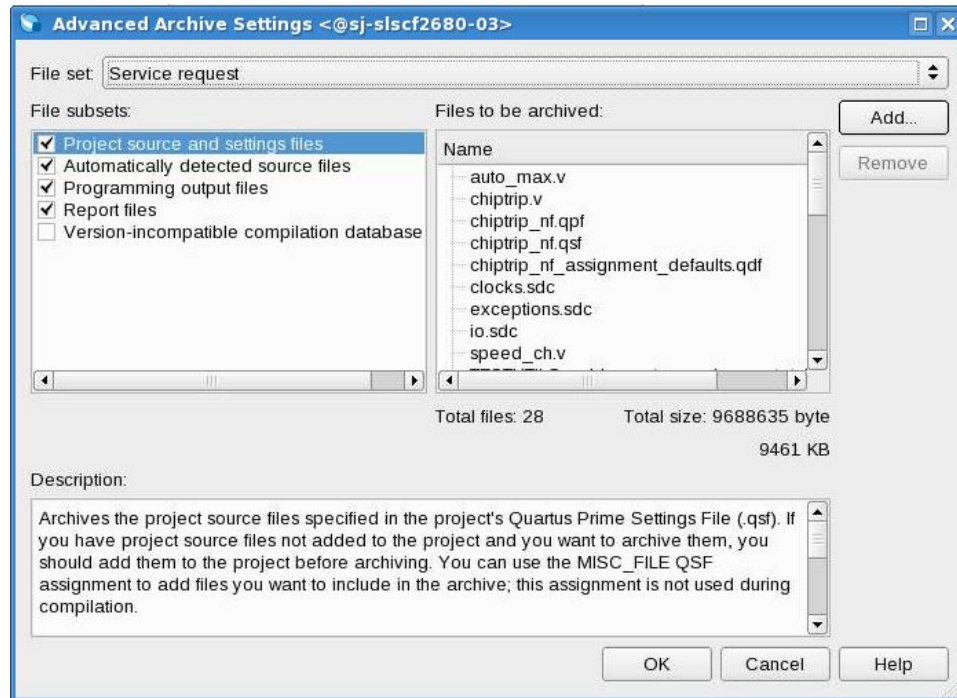 Advanced Archive Settings <@sj-slscf2680-03>
File set: Service request
File subsets:
Project source and settings files
Automatically detected source files
Programming output files
Report files
Version-incompatible compilation database
Files to be archived:
Name
auto_max.v
chiptrip.v
chiptrip_nf.qpf
chiptrip_nf.qsf
chiptrip_nf_assignment_defaults.qdf
clocks.sdc
exceptions.sdc
io.sdc
speed_ch.v
Add...
Remove
Total files: 28
Total size: 9688635 byte
9461 KB
Description:
Archives the project source files specified in the project's Quartus Prime Settings File (.qsf). If
you have project source files not added to the project and you want to archive them, you
should add them to the project before archiving. You can use the MISC_FILE QSF
assignment to add files you want to include in the archive; this assignment is not used during
compilation.
OK
Cancel
Help